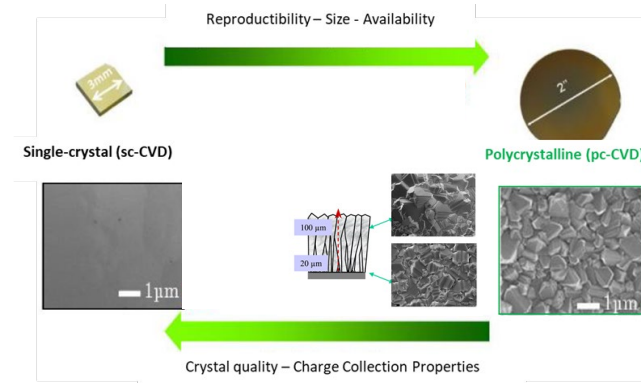 Reproducibility – Size - Availability
3mm
2"
Single-crystal (sc-CVD)
Polycrystalline (pc-CVD)
100 µm
20 µm
1µm
1µm
Crystal quality – Charge Collection Properties